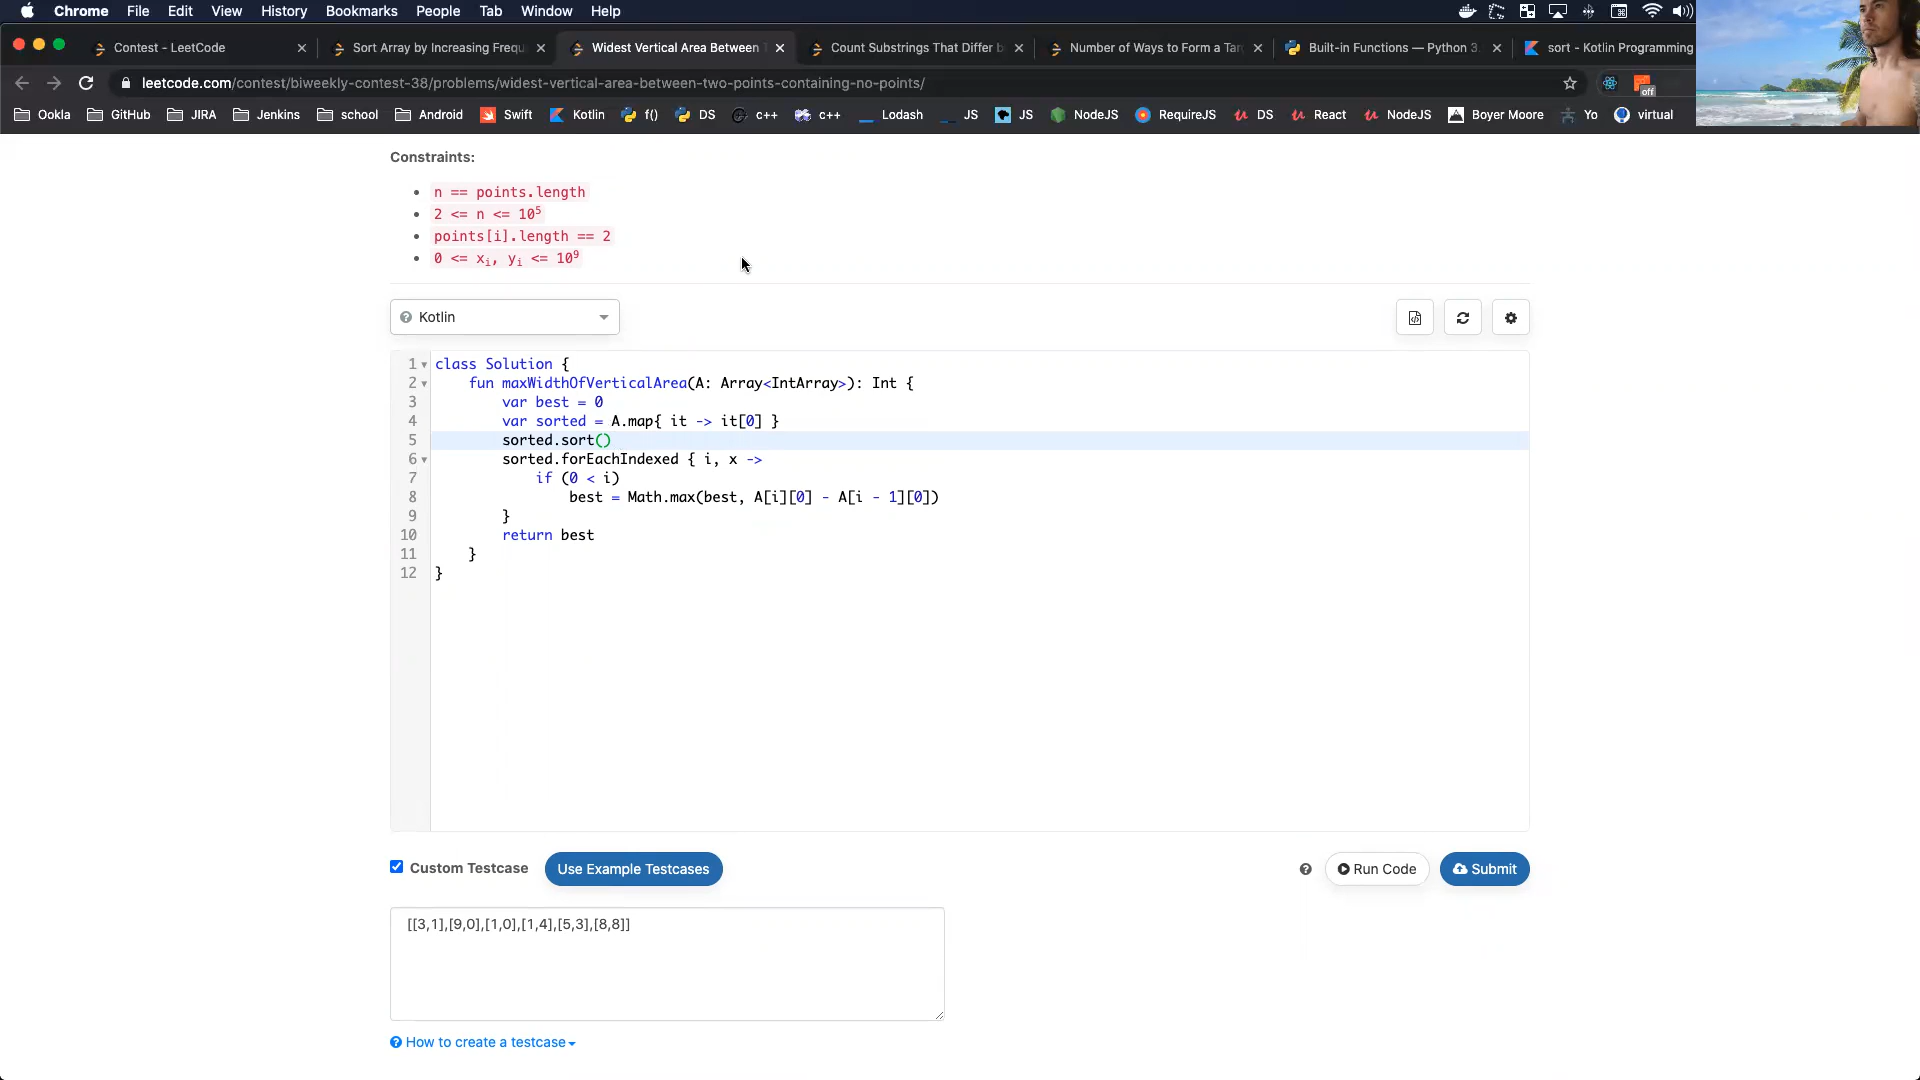 Chrome File Edit View History Bookmarks People Tab Window Help
Contest - LeetCode
Sort Array by Increasing Frequ
Widest Vertical Area Between
Count Substrings That Differ b
Number of Ways to Form a Tar
Built-in Functions — Python 3.
sort - Kotlin Programming
leetcode.com/contest/biweekly-contest-38/problems/widest-vertical-area-between-two-points-containing-no-points/
off
Ookla GitHub JIRA Jenkins school Android Swift Kotlin f() DS c++ c++ Lodash JS JS NodeJS RequireJS DS React NodeJS Boyer Moore Yo virtual
Constraints:
n == points.length
2 <= n <= 10⁵
points[i].length == 2
0 <= xᵢ, yᵢ <= 10⁹
Kotlin
1 class Solution {
2 fun maxWidthOfVerticalArea(A: Array<IntArray>): Int {
3 var best = 0
4 var sorted = A.map{ it -> it[0] }
5 sorted.sort()
6 sorted.forEachIndexed { i, x ->
7 if (0 < i)
8 best = Math.max(best, A[i][0] - A[i - 1][0])
9 }
10 return best
11 }
12 }
Custom Testcase
Use Example Testcases
Run Code
Submit
[[3,1],[9,0],[1,0],[1,4],[5,3],[8,8]]
How to create a testcase